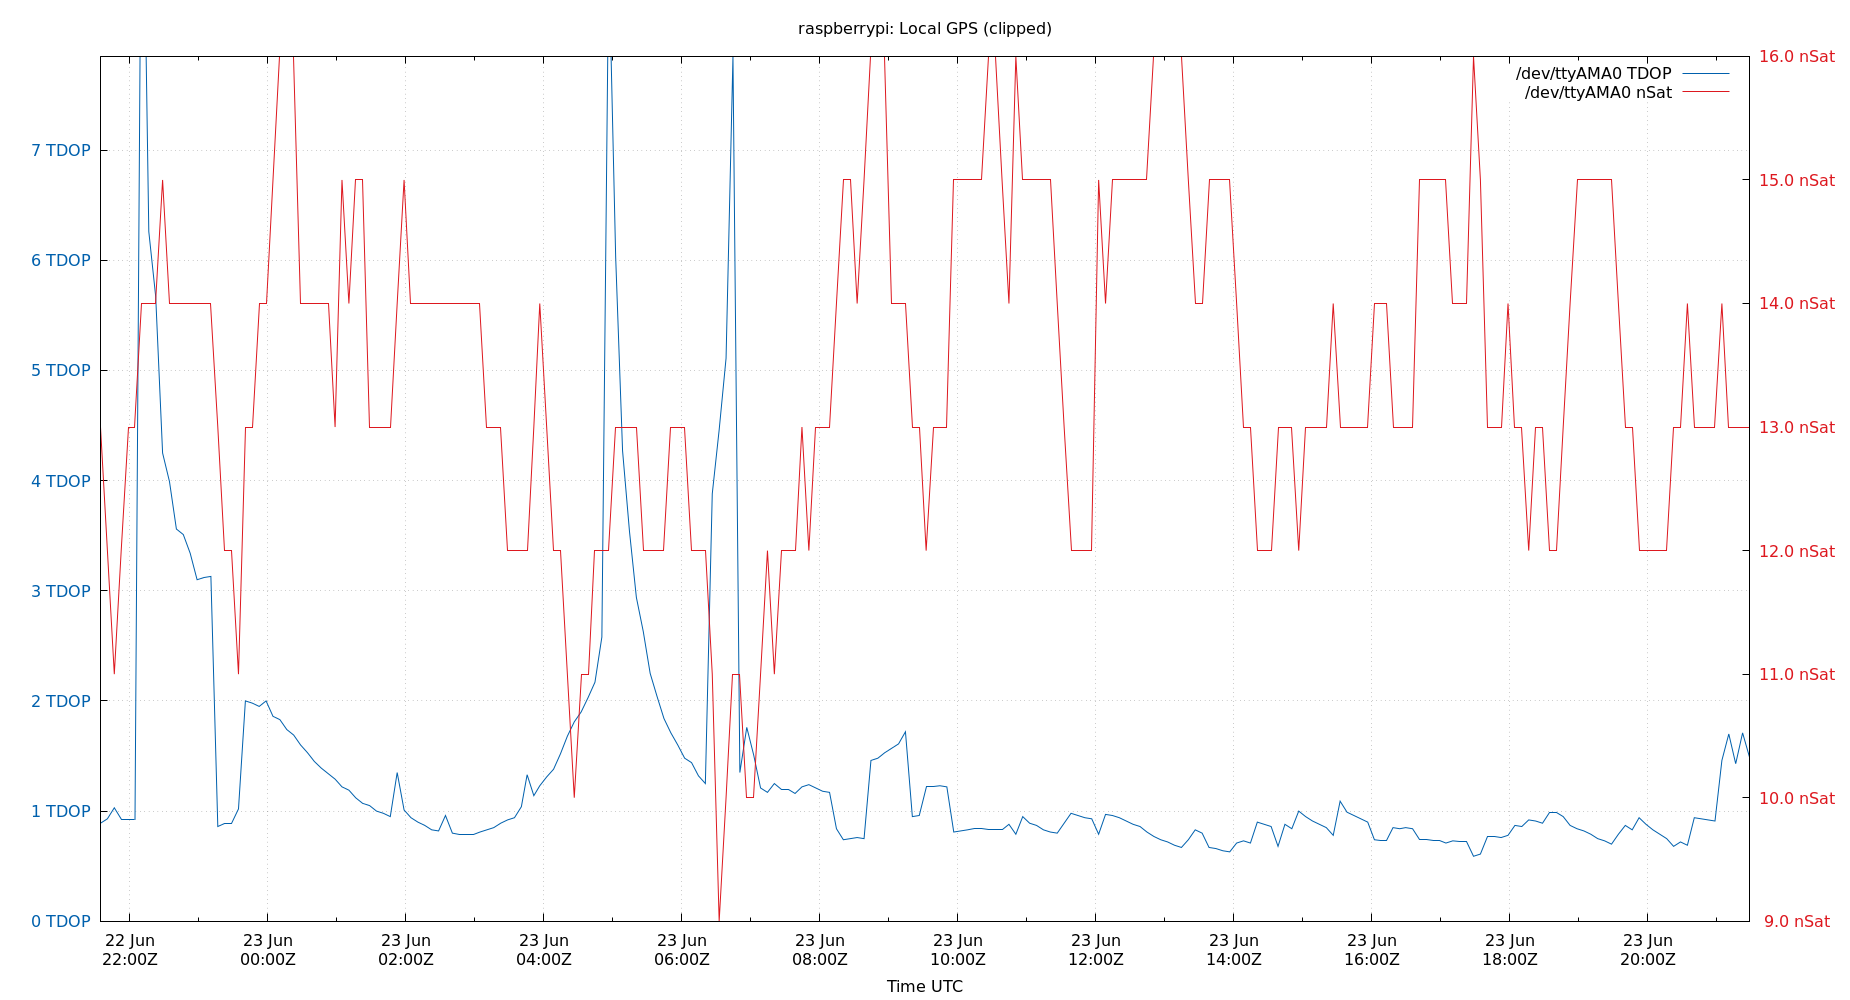 raspberrypi: Local GPS (clipped)
/dev/ttyAMA0 TDOP
/dev/ttyAMA0 nSat
7 TDOP
6 TDOP
5 TDOP
4 TDOP
3 TDOP
2 TDOP
1 TDOP
0 TDOP
16.0 nSat
15.0 nSat
14.0 nSat
13.0 nSat
12.0 nSat
11.0 nSat
10.0 nSat
9.0 nSat
22 Jun 22:00Z
23 Jun 00:00Z
23 Jun 02:00Z
23 Jun 04:00Z
23 Jun 06:00Z
23 Jun 08:00Z
23 Jun 10:00Z
23 Jun 12:00Z
23 Jun 14:00Z
23 Jun 16:00Z
23 Jun 18:00Z
23 Jun 20:00Z
Time UTC